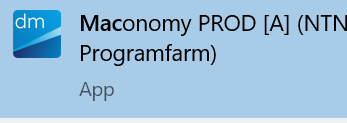 dm
Maconomy PROD [A] (NTN
Programfarm)
App